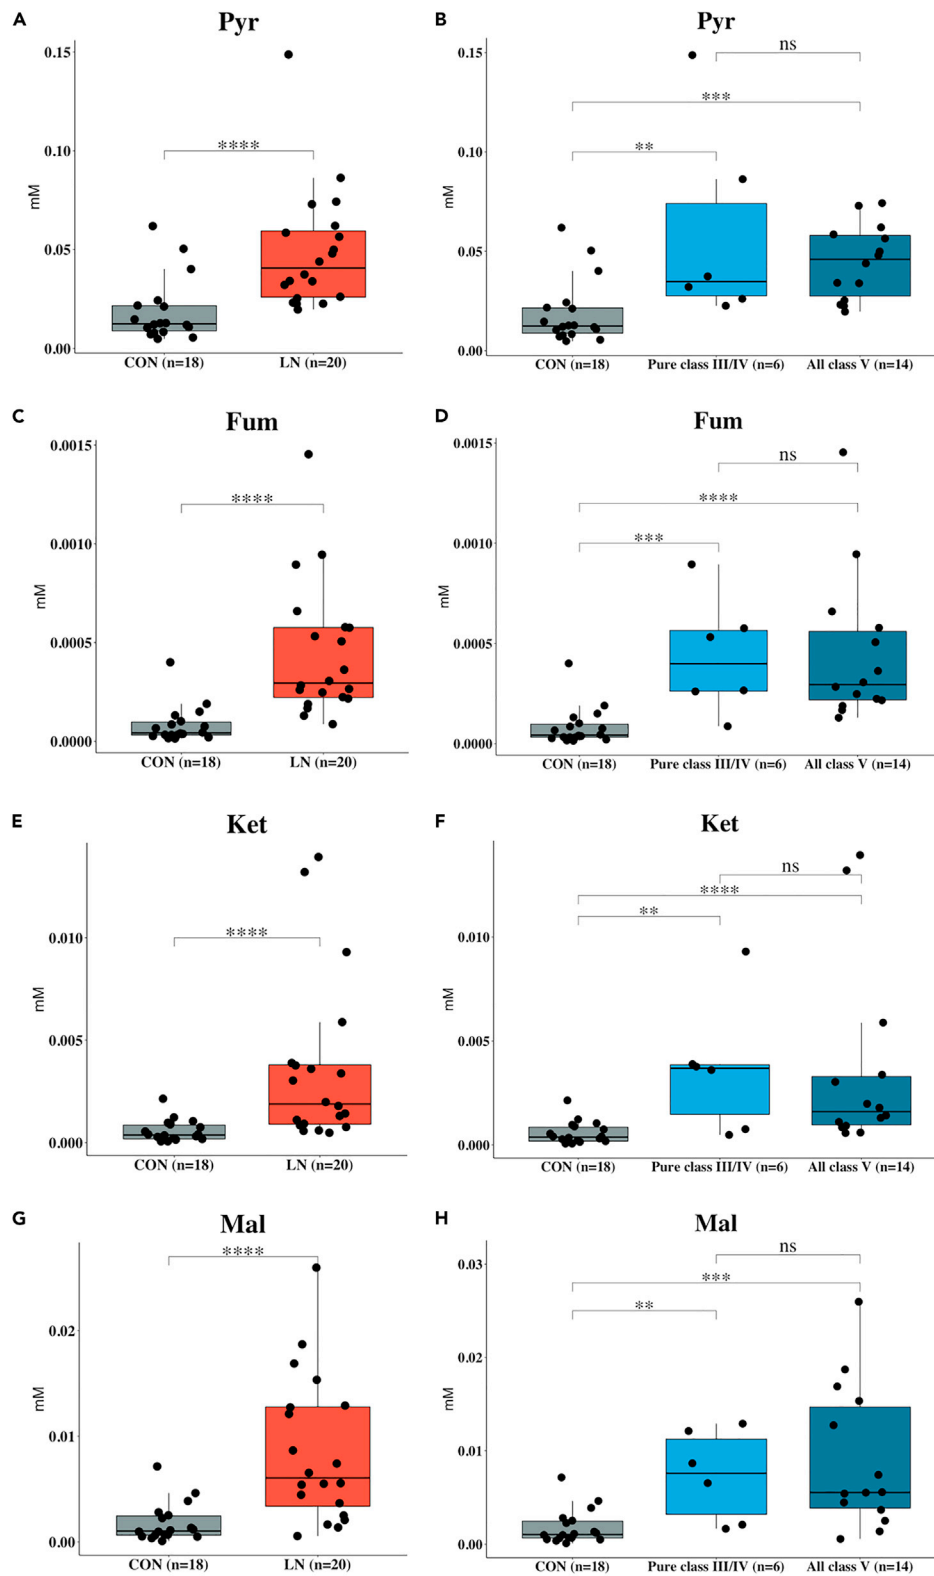 A
Pyr
0.15
0.10
0.05
0.00
mM
****
CON (n=18)
LN (n=20)
B
Pyr
0.15
0.10
0.05
0.00
mM
ns
***
**
CON (n=18)
Pure class III/IV (n=6)
All class V (n=14)
C
Fum
0.0015
0.0010
0.0005
0.0000
mM
****
CON (n=18)
LN (n=20)
D
Fum
0.0015
0.0010
0.0005
0.0000
mM
ns
****
***
CON (n=18)
Pure class III/IV (n=6)
All class V (n=14)
E
Ket
0.010
0.005
0.000
mM
****
CON (n=18)
LN (n=20)
F
Ket
0.010
0.005
0.000
mM
ns
****
**
CON (n=18)
Pure class III/IV (n=6)
All class V (n=14)
G
Mal
0.02
0.01
0.00
mM
****
CON (n=18)
LN (n=20)
H
Mal
0.03
0.02
0.01
0.00
mM
ns
***
**
CON (n=18)
Pure class III/IV (n=6)
All class V (n=14)